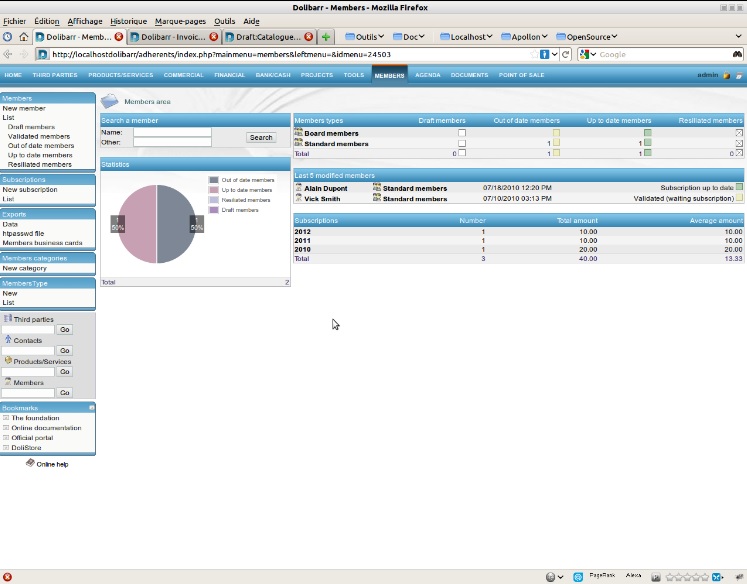 Dolibarr - Members - Mozilla Firefox
Fichier Édition Affichage Historique Marque-pages Outils Aide
Dolibarr - Memb... Dolibarr - Invoic... Draft:Catalogue... Outils Doc Localhost Apollon OpenSource
http://localhostdolibarr/adherents/index.php?mainmenu=members&leftmenu=&idmenu=24503 Google
HOME THIRD PARTIES PRODUCTS/SERVICES COMMERCIAL FINANCIAL BANK/CASH PROJECTS TOOLS MEMBERS AGENDA DOCUMENTS POINT OF SALE admin
Members
New member
List
Draft members
Validated members
Out of date members
Up to date members
Resiliated members
Subscriptions
New subscription
List
Exports
Data
htpasswd file
Members business cards
Members categories
New category
MembersType
New
List
Third parties
Go
Contacts
Go
Products/Services
Go
Members
Go
Bookmarks
The foundation
Online documentation
Official portal
DoliStore
Online help
Members area
Search a member
Name:
Other:
Search
Statistics
Out of date members
Up to date members
Resiliated members
Draft members
1
50%
1
50%
Total 2
Members types Draft members Out of date members Up to date members Resiliated members
Board members
Standard members 1 1
Total 0 1 1 0
Last 5 modified members
Alain Dupont Standard members 07/18/2010 12:20 PM Subscription up to date
Vick Smith Standard members 07/10/2010 03:13 PM Validated (waiting subscription)
Subscriptions Number Total amount Average amount
2012 1 10.00 10.00
2011 1 10.00 10.00
2010 1 20.00 20.00
Total 3 40.00 13.33
PageRank Alexa